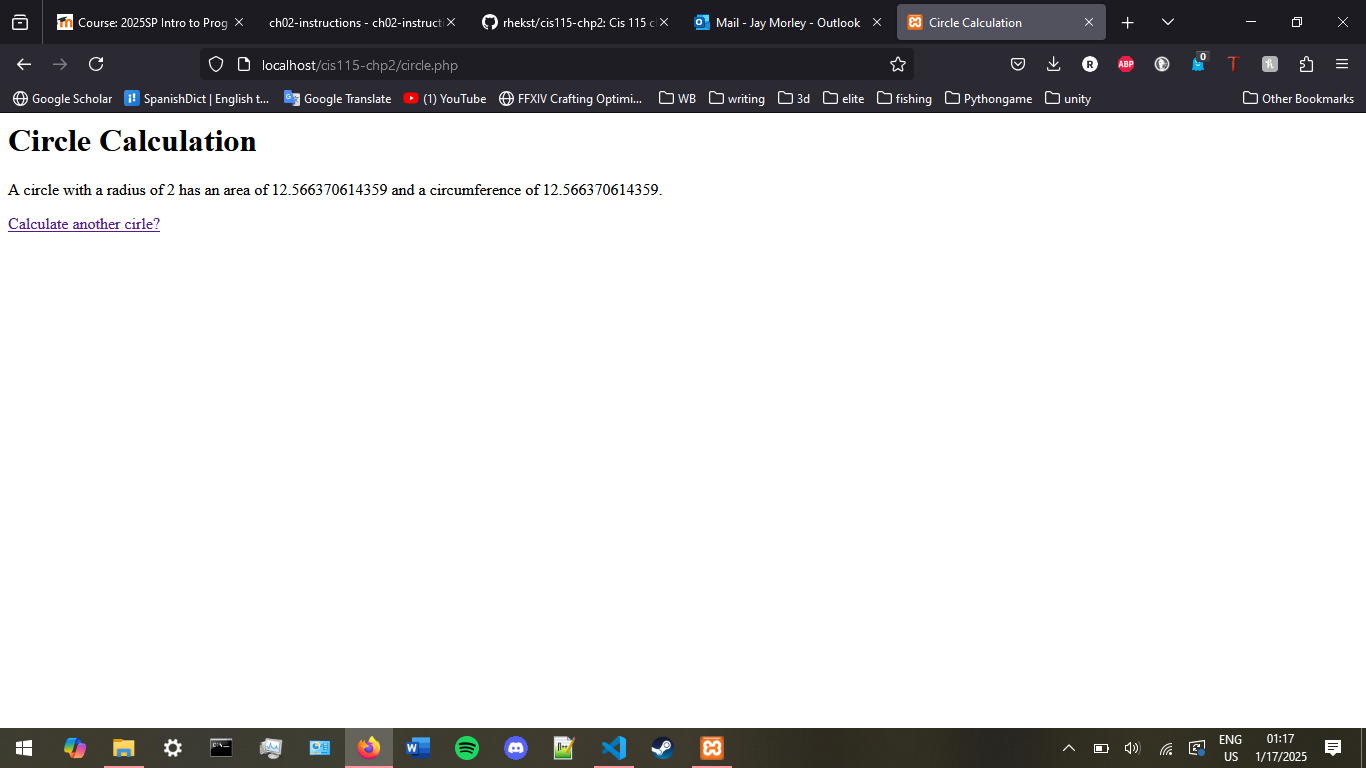 Course: 2025SP Intro to Prog
ch02-instructions - ch02-instructi
rhekst/cis115-chp2: Cis 115 c
Mail - Jay Morley - Outlook
Circle Calculation
localhost/cis115-chp2/circle.php
R
ABP
0
T
Google Scholar
SpanishDict | English t...
Google Translate
(1) YouTube
FFXIV Crafting Optimi...
WB
writing
3d
elite
fishing
Pythongame
unity
Other Bookmarks
Circle Calculation
A circle with a radius of 2 has an area of 12.566370614359 and a circumference of 12.566370614359.
Calculate another cirle?
ENG
US
01:17
1/17/2025